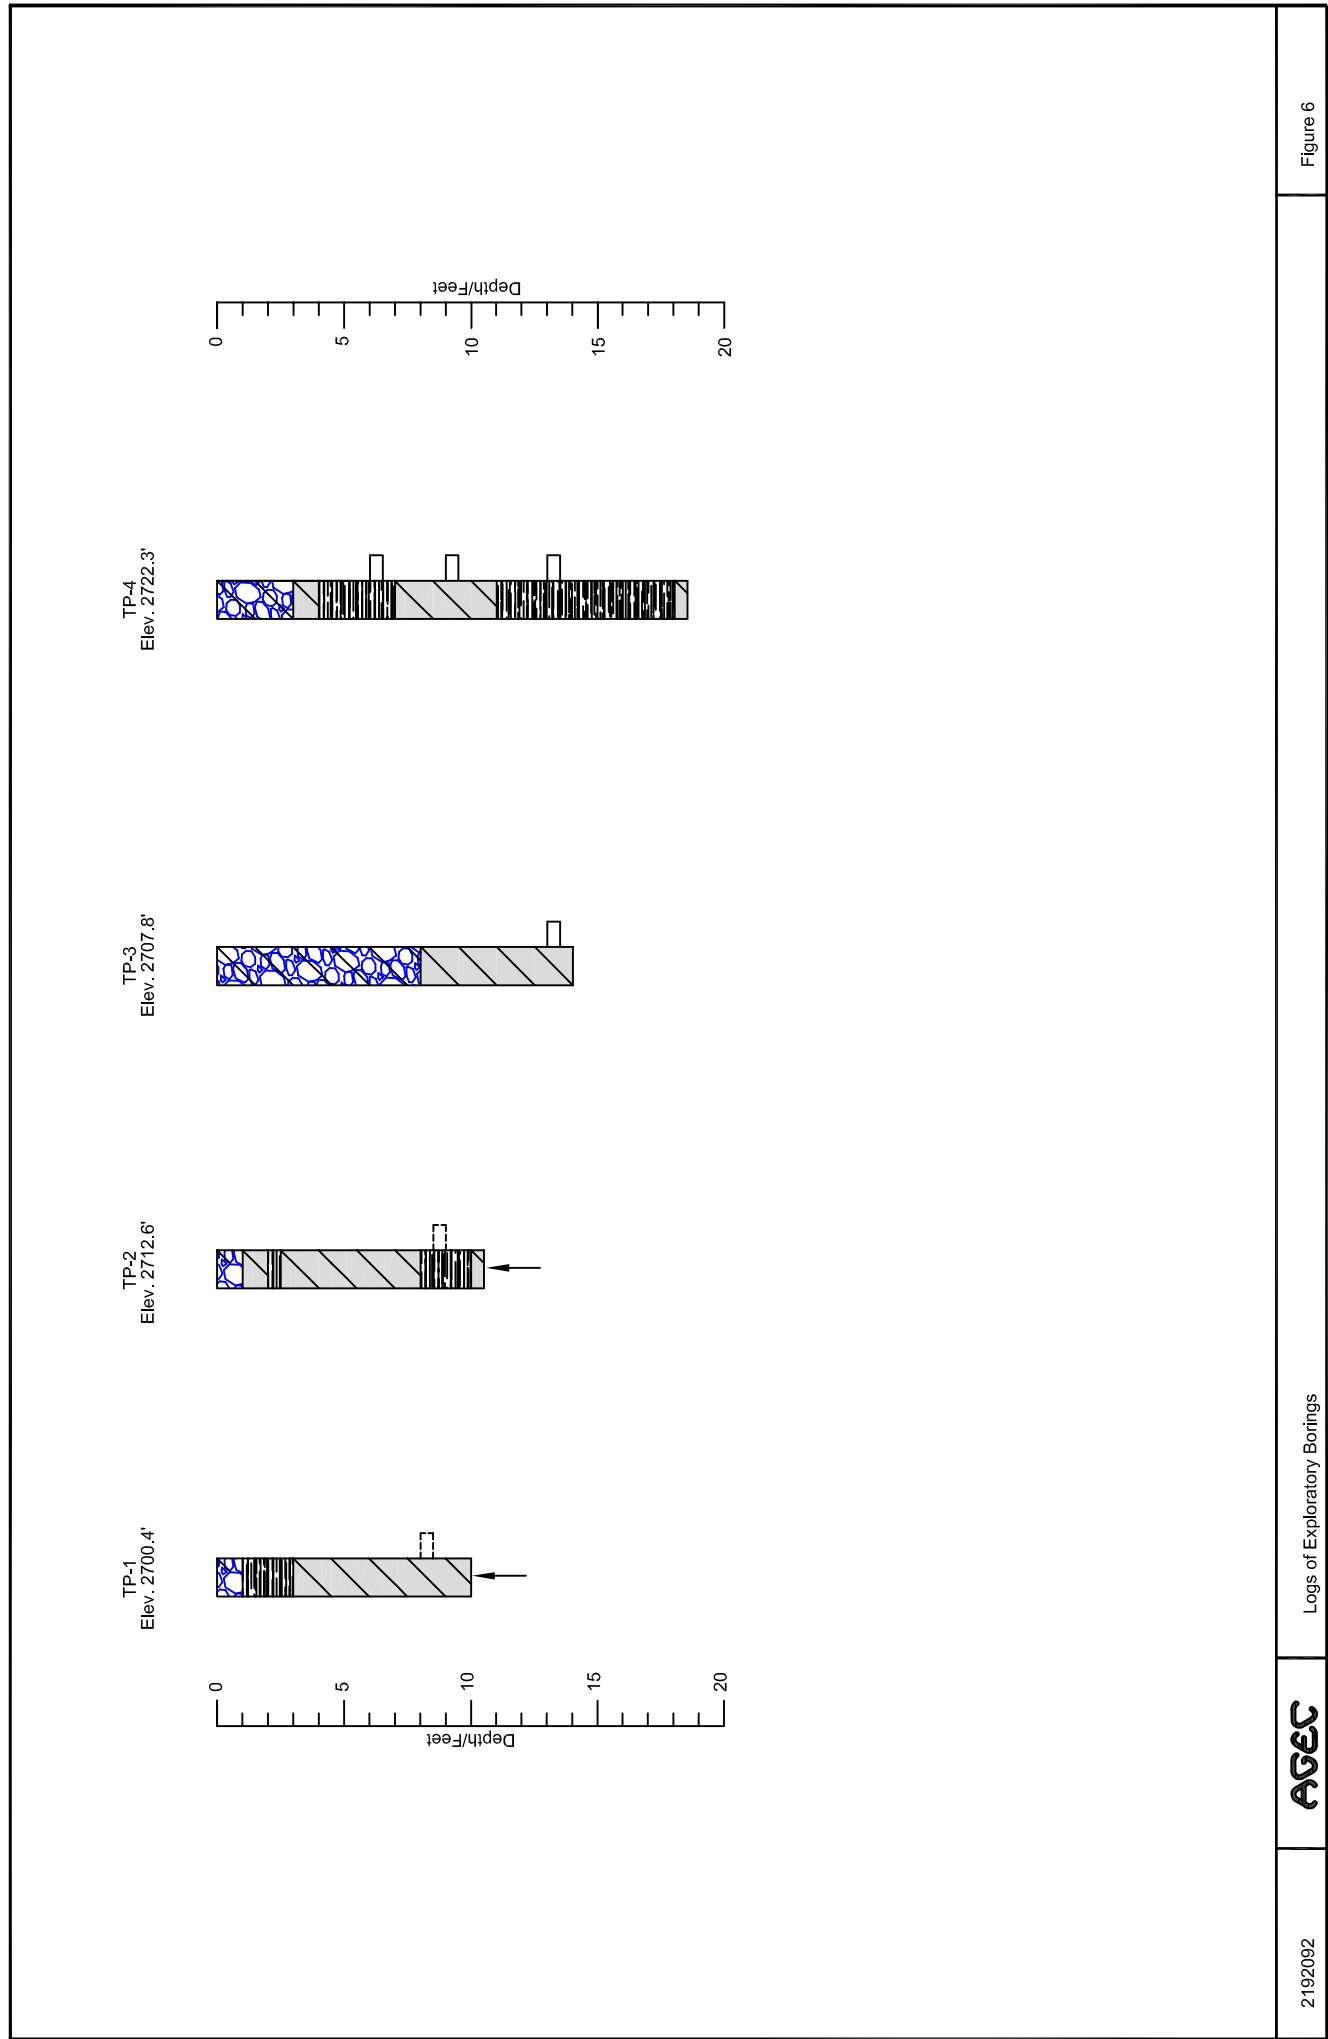 TP-1
Elev. 2700.4'
TP-2
Elev. 2712.6'
TP-3
Elev. 2707.8'
TP-4
Elev. 2722.3'
0
5
10
15
20
Depth/Feet
0
5
10
15
20
Depth/Feet
2192092
AGEC
Logs of Exploratory Borings
Figure 6